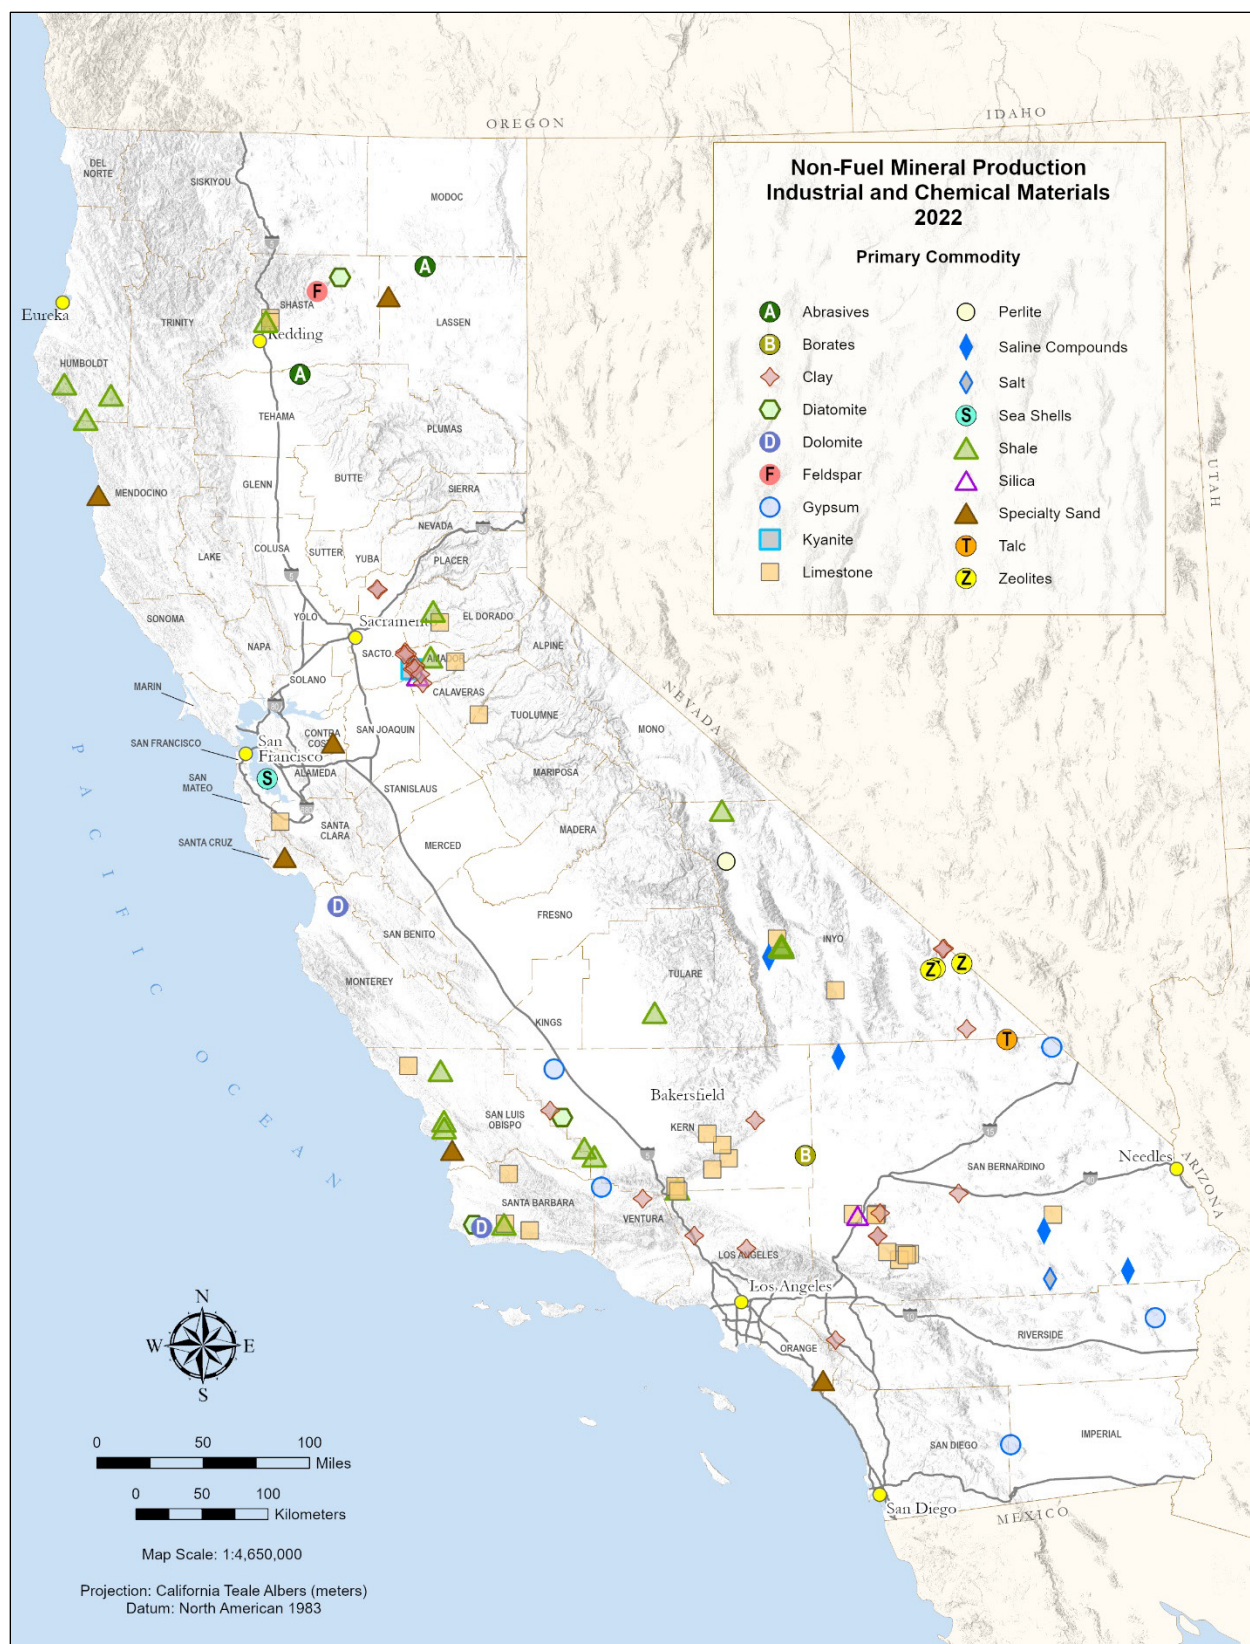 OREGON
IDAHO
Non-Fuel Mineral Production
Industrial and Chemical Materials
2022
Primary Commodity
A Abrasives
B Borates
Clay
Diatomite
D Dolomite
F Feldspar
Gypsum
Kyanite
Limestone
Perlite
Saline Compounds
Salt
S Sea Shells
Shale
Silica
Specialty Sand
T Talc
Z Zeolites
DEL
NORTE
SISKIYOU
MODOC
A
F
SHASTA
Eureka
TRINITY
LASSEN
Redding
HUMBOLDT
A
TEHAMA
PLUMAS
UTAH
MENDOCINO
GLENN
BUTTE
SIERRA
NEVADA
LAKE
COLUSA
SUTTER
YUBA
PLACER
SONOMA
YOLO
EL DORADO
Sacramento
NAPA
SACTO.
AMADOR
ALPINE
SOLANO
MARIN
CALAVERAS
NEVADA
TUOLUMNE
CONTRA
COSTA
SAN JOAQUIN
MONO
SAN FRANCISCO
San
Francisco
S
ALAMEDA
SAN
MATEO
STANISLAUS
MARIPOSA
SANTA
CLARA
MADERA
MERCED
SANTA CRUZ
PACIFIC OCEAN
D
FRESNO
SAN BENITO
INYO
MONTEREY
TULARE
Z
Z
Z
KINGS
T
Bakersfield
SAN LUIS
OBISPO
KERN
B
SAN BERNARDINO
Needles
ARIZONA
SANTA BARBARA
VENTURA
D
LOS ANGELES
Los Angeles
ORANGE
RIVERSIDE
SAN DIEGO
IMPERIAL
San Diego
MEXICO
N
W E
S
0 50 100
Miles
0 50 100
Kilometers
Map Scale: 1:4,650,000
Projection: California Teale Albers (meters)
Datum: North American 1983